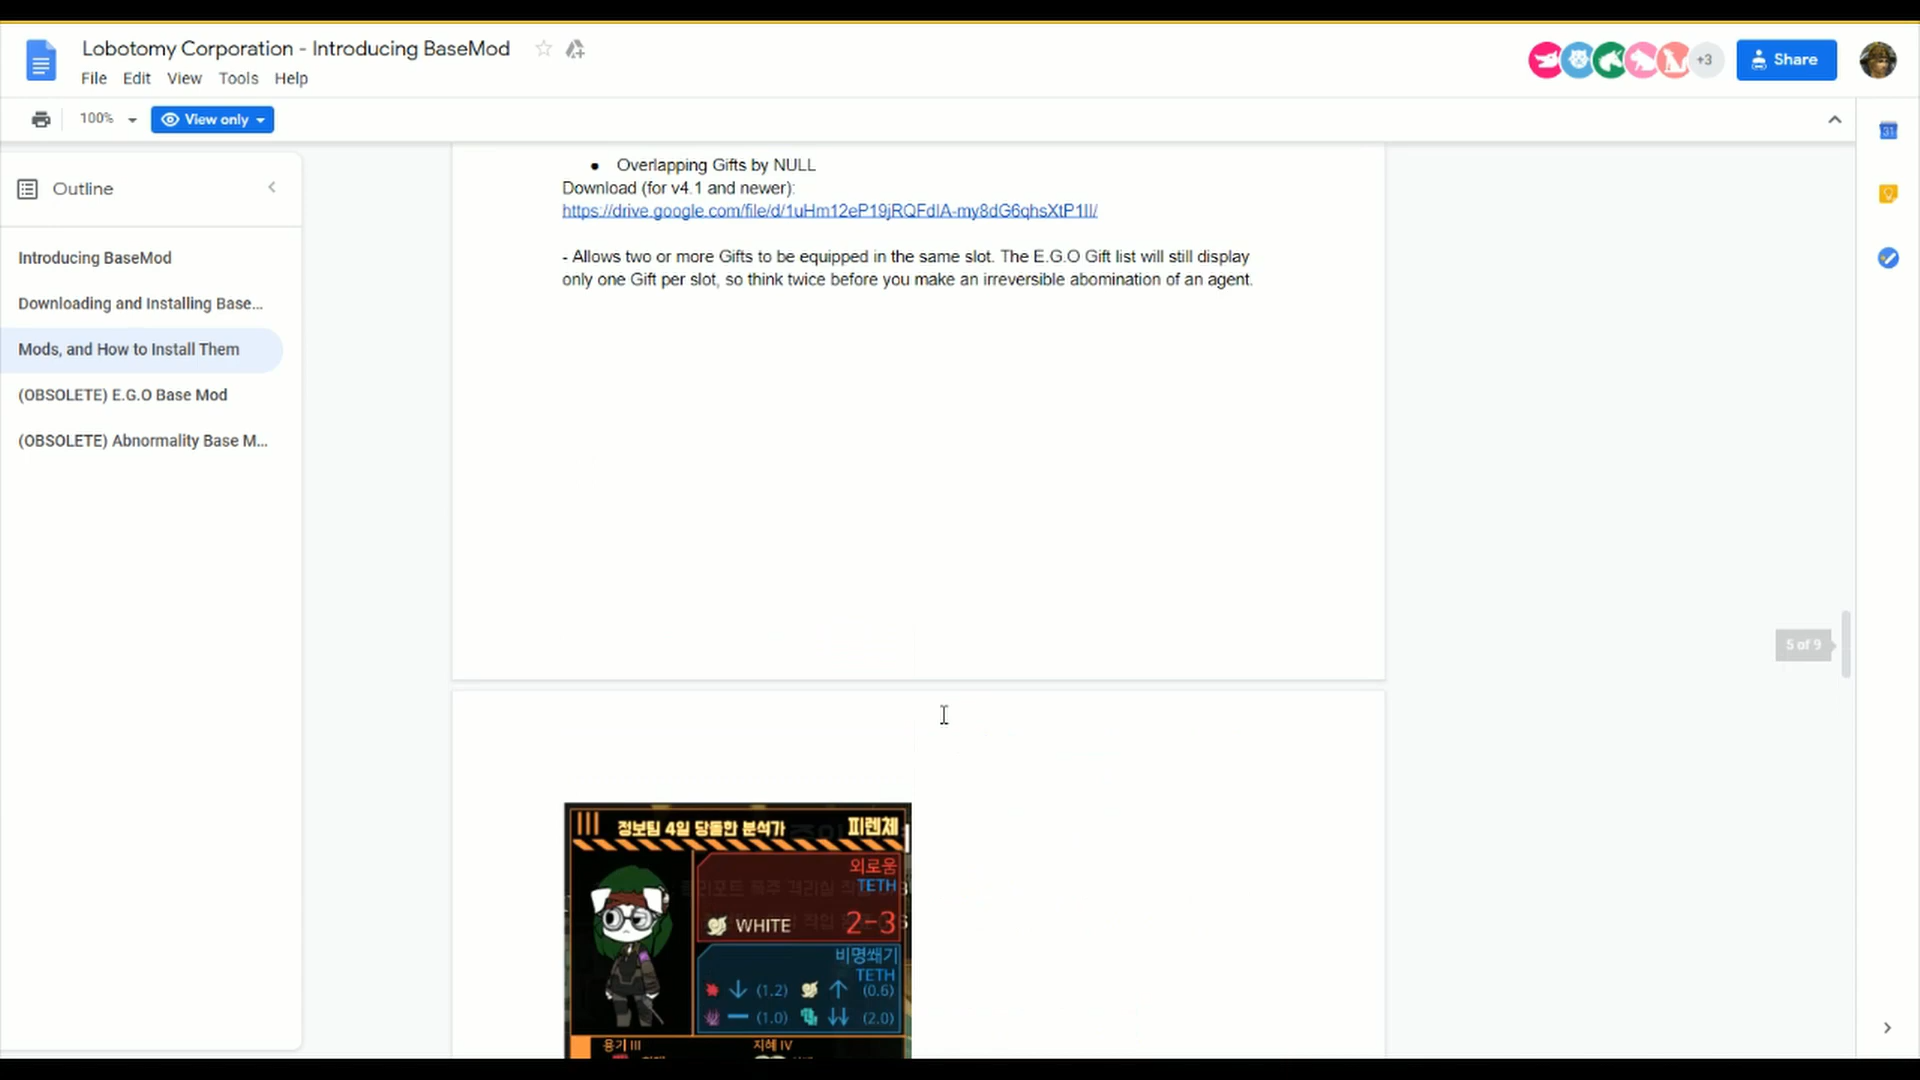 Lobotomy Corporation - Introducing BaseMod
File Edit View Tools Help
+3
Share
100%
View only
31
Outline
Introducing BaseMod
Downloading and Installing Base...
Mods, and How to Install Them
(OBSOLETE) E.G.O Base Mod
(OBSOLETE) Abnormality Base M...
● Overlapping Gifts by NULL
Download (for v4.1 and newer):
https://drive.google.com/file/d/1uHm12eP19jRQFdIA-my8dG6qhsXtP1Il/
- Allows two or more Gifts to be equipped in the same slot. The E.G.O Gift list will still display
only one Gift per slot, so think twice before you make an irreversible abomination of an agent.
5 of 9
III 정보팀 4일 당돌한 분석가 피렌체
외로움
TETH
WHITE 2-3
비명쐐기
TETH
(1.2) (0.6)
(1.0) (2.0)
용기 III 지혜 IV